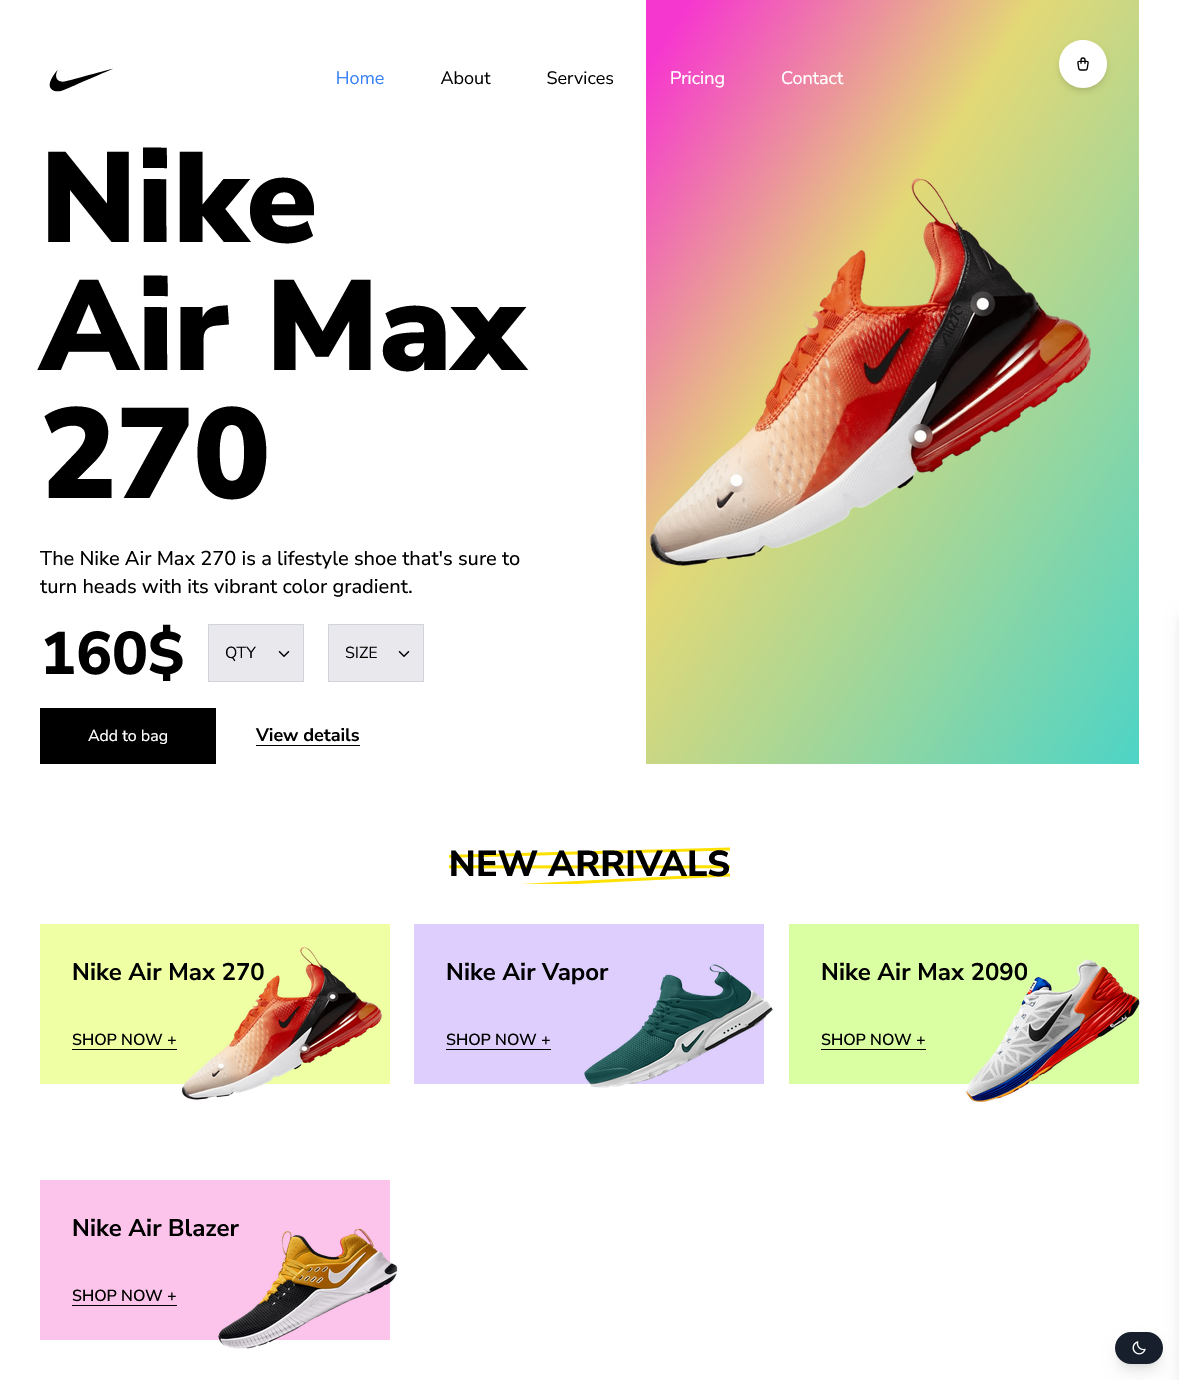 Home
About
Services
Pricing
Contact
Nike
Air Max
270
The Nike Air Max 270 is a lifestyle shoe that's sure to
turn heads with its vibrant color gradient.
160$
QTY
SIZE
Add to bag
View details
NEW ARRIVALS
Nike Air Max 270
SHOP NOW +
Nike Air Vapor
SHOP NOW +
Nike Air Max 2090
SHOP NOW +
Nike Air Blazer
SHOP NOW +